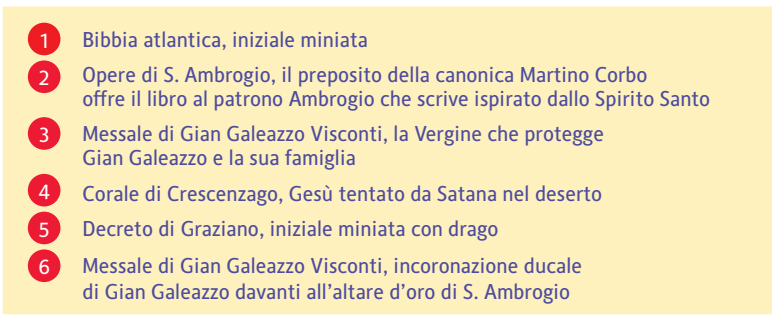 1 Bibbia atlantica, iniziale miniata
2 Opere di S. Ambrogio, il preposito della canonica Martino Corbo
offre il libro al patrono Ambrogio che scrive ispirato dallo Spirito Santo
3 Messale di Gian Galeazzo Visconti, la Vergine che protegge
Gian Galeazzo e la sua famiglia
4 Corale di Crescenzago, Gesù tentato da Satana nel deserto
5 Decreto di Graziano, iniziale miniata con drago
6 Messale di Gian Galeazzo Visconti, incoronazione ducale
di Gian Galeazzo davanti all'altare d'oro di S. Ambrogio